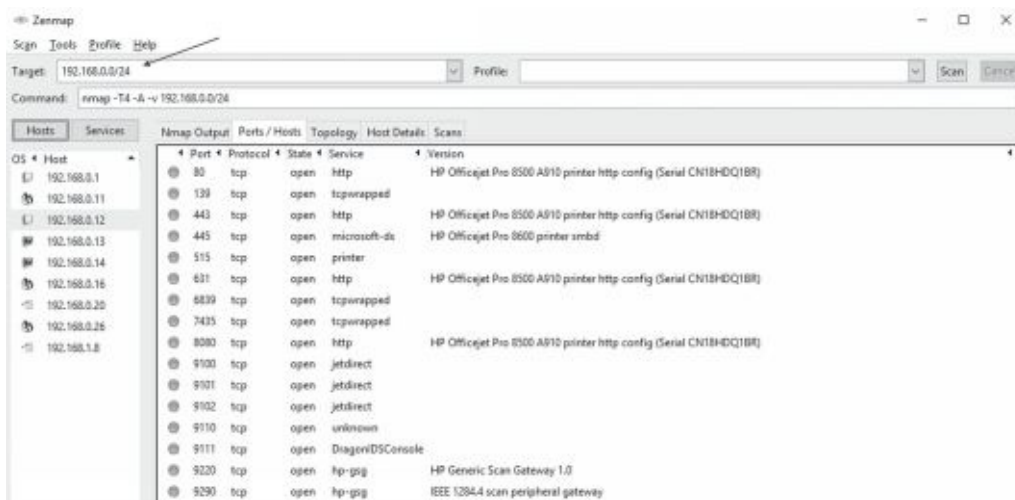 Zenmap
Scan Tools Profile Help
Target: 192.168.0.0/24 Profile: Scan Cancel
Command: nmap -T4 -A -v 192.168.0.0/24
Hosts Services Nmap Output Ports / Hosts Topology Host Details Scans
OS Host Port Protocol State Service Version
192.168.0.1 80 tcp open http HP Officejet Pro 8500 A910 printer http config (Serial CN18HDQ1BR)
192.168.0.11 139 tcp open tcpwrapped
192.168.0.12 443 tcp open http HP Officejet Pro 8500 A910 printer http config (Serial CN18HDQ1BR)
192.168.0.13 445 tcp open microsoft-ds HP Officejet Pro 8600 printer smbd
192.168.0.14 515 tcp open printer
192.168.0.16 631 tcp open http HP Officejet Pro 8500 A910 printer http config (Serial CN18HDQ1BR)
192.168.0.20 6839 tcp open tcpwrapped
192.168.0.26 7435 tcp open tcpwrapped
192.168.1.8 8080 tcp open http HP Officejet Pro 8500 A910 printer http config (Serial CN18HDQ1BR)
9100 tcp open jetdirect
9101 tcp open jetdirect
9102 tcp open jetdirect
9110 tcp open unknown
9111 tcp open DragonIDSConsole
9220 tcp open hp-gsg HP Generic Scan Gateway 1.0
9290 tcp open hp-gsg IEEE 1284.4 scan peripheral gateway